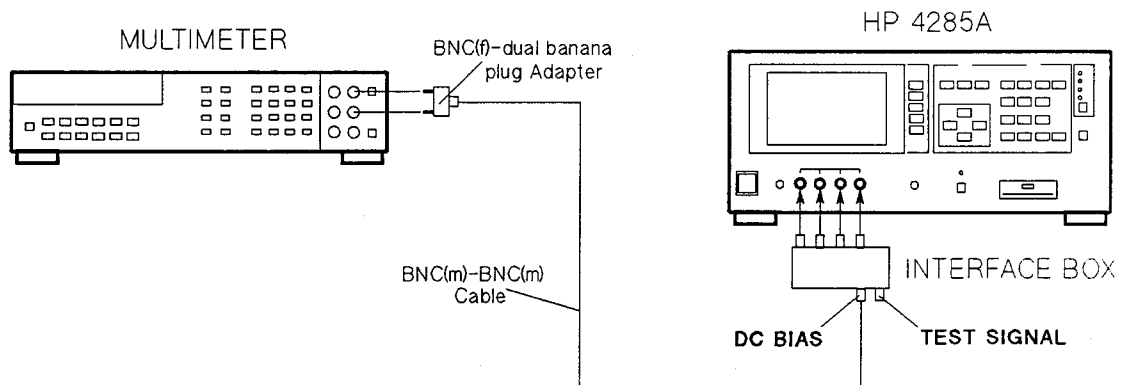 MULTIMETER
BNC(f)-dual banana
plug Adapter
HP 4285A
BNC(m)-BNC(m)
Cable
INTERFACE BOX
DC BIAS
TEST SIGNAL